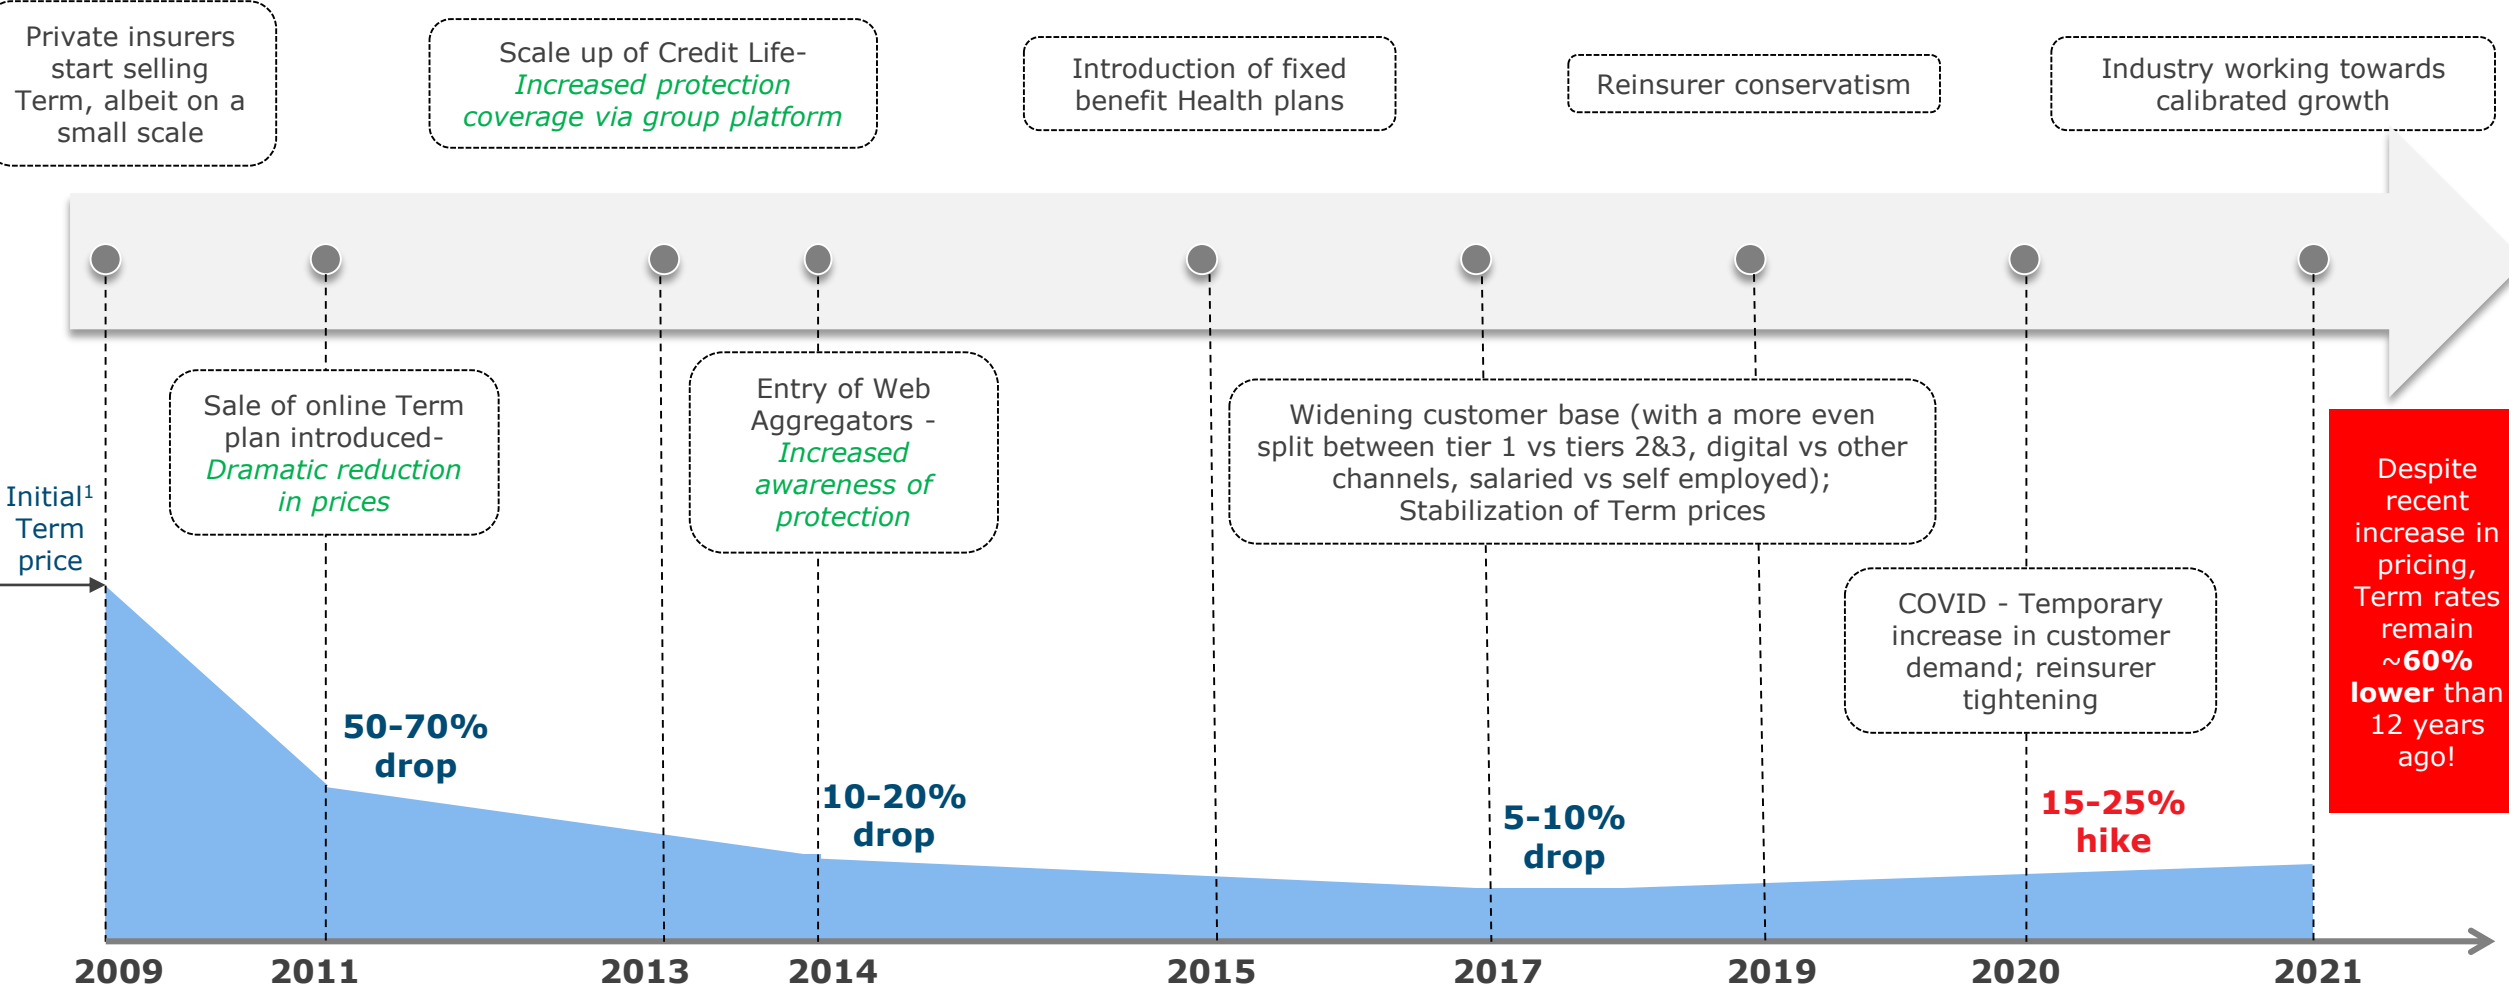 Private insurers
start selling
Term, albeit on a
small scale
Scale up of Credit Life-
Increased protection
coverage via group platform
Introduction of fixed
benefit Health plans
Reinsurer conservatism
Industry working towards
calibrated growth
Sale of online Term
plan introduced-
Dramatic reduction
in prices
Entry of Web
Aggregators -
Increased
awareness of
protection
Widening customer base (with a more even
split between tier 1 vs tiers 2&3, digital vs other
channels, salaried vs self employed);
Stabilization of Term prices
COVID - Temporary
increase in customer
demand; reinsurer
tightening
Despite
recent
increase in
pricing,
Term rates
remain
~60%
lower than
12 years
ago!
Initial¹
Term
price
50-70%
drop
10-20%
drop
5-10%
drop
15-25%
hike
2009 2011 2013 2014 2015 2017 2019 2020 2021